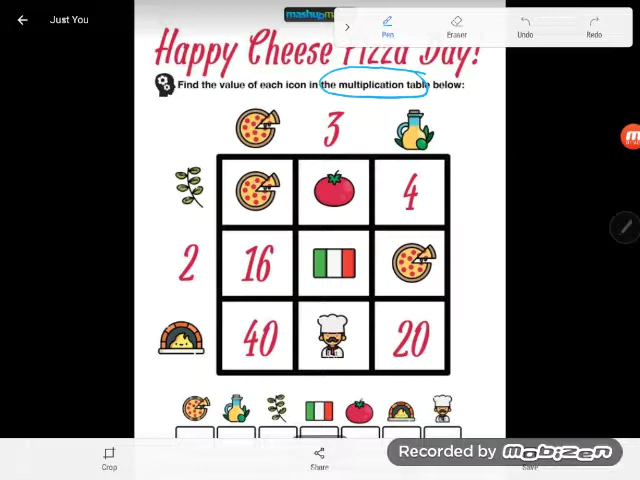 Just You
mashup
Pen
Eraser
Undo
Redo
Happy Cheese Pizza Day!
Find the value of each icon in the multiplication table below:
3
4
2 16
40 20
Crop
Share
Save
Recorded by mobizen